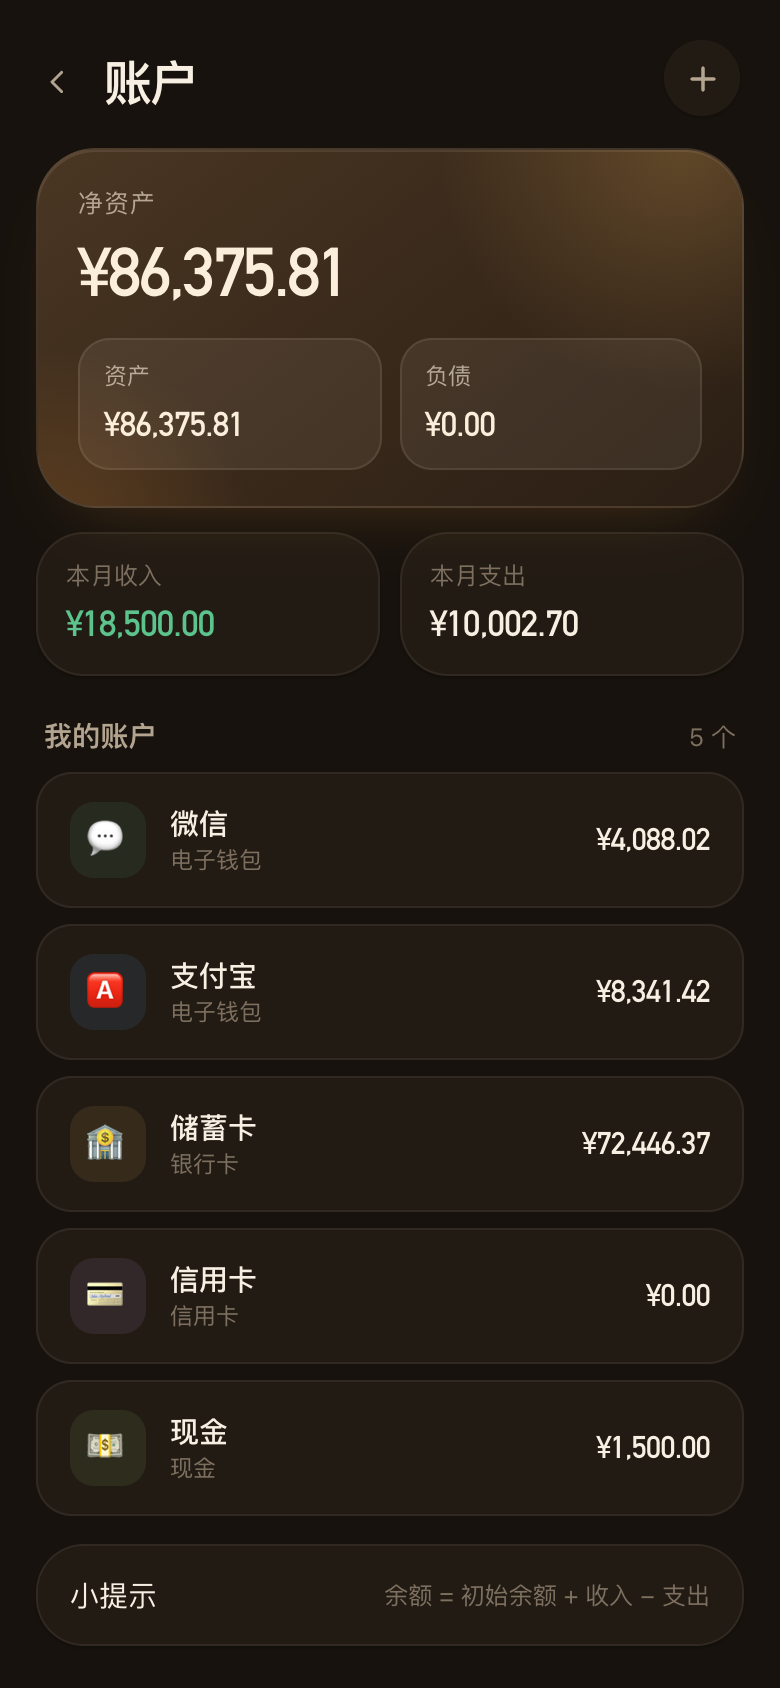 账户
净资产
¥86,375.81
资产
¥86,375.81
负债
¥0.00
本月收入
¥18,500.00
本月支出
¥10,002.70
我的账户
5 个
微信
电子钱包
¥4,088.02
A
支付宝
电子钱包
¥8,341.42
储蓄卡
银行卡
¥72,446.37
信用卡
信用卡
¥0.00
现金
现金
¥1,500.00
小提示
余额 = 初始余额 + 收入 − 支出